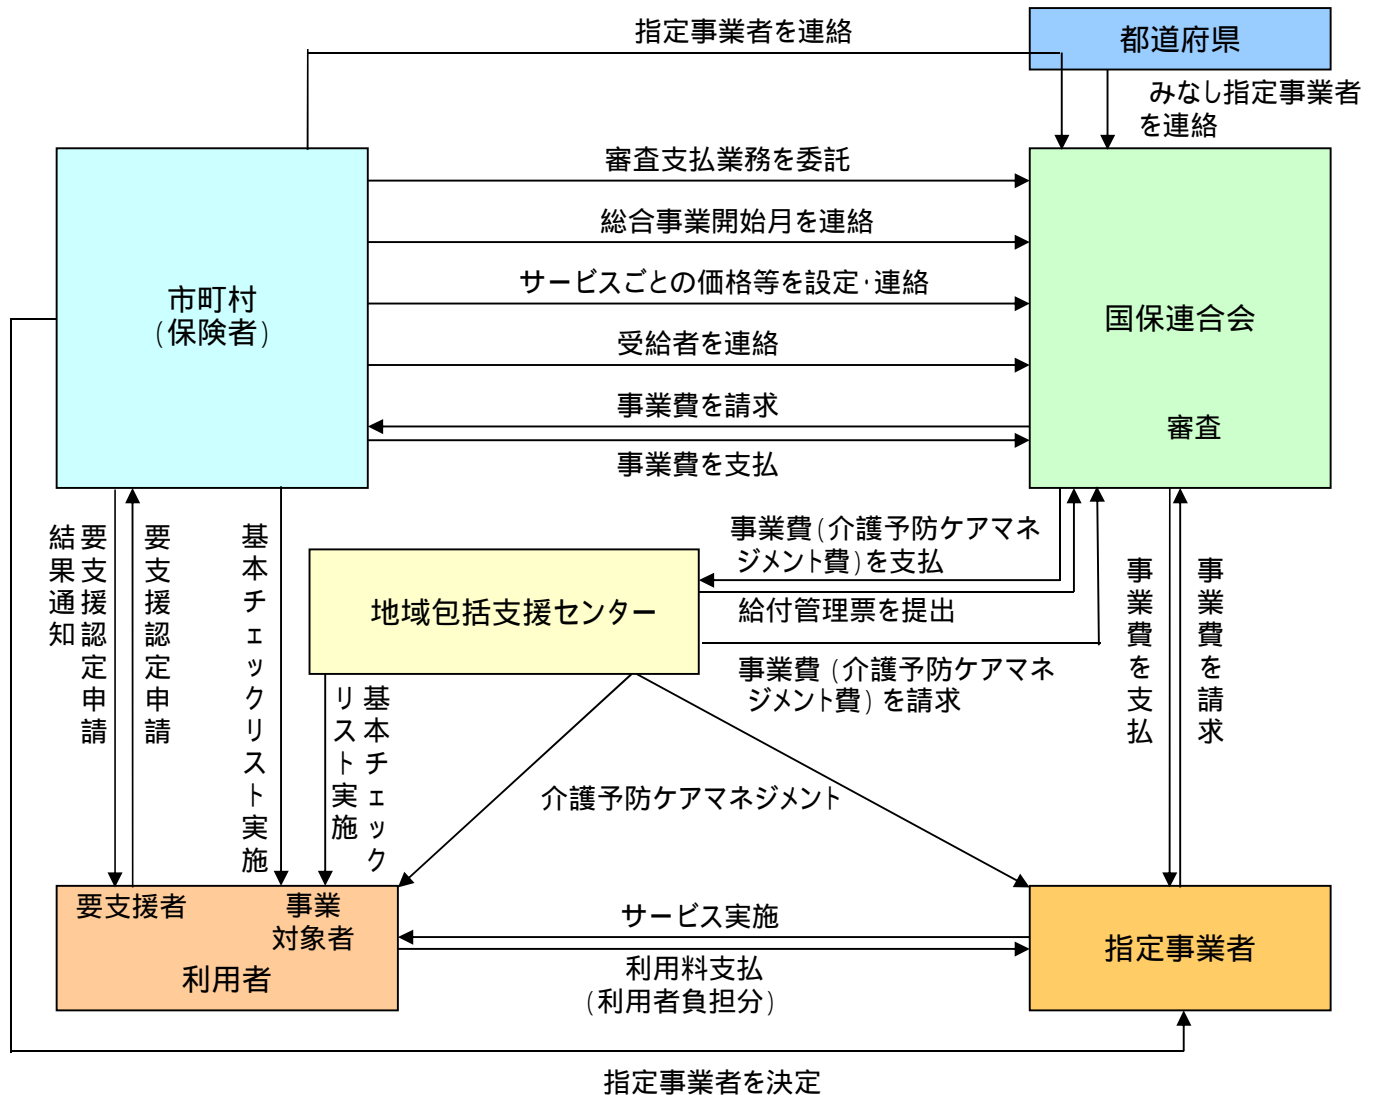 指定事業者を連絡
都道府県
みなし指定事業者
を連絡
審査支払業務を委託
総合事業開始月を連絡
サービスごとの価格等を設定・連絡
受給者を連絡
事業費を請求
事業費を支払
市町村
（保険者）
国保連合会
審査
要支援認定申請
結果通知
要支援認定申請
基本チェックリスト実施
地域包括支援センター
事業費（介護予防ケアマネ
ジメント費）を支払
給付管理票を提出
事業費（介護予防ケアマネ
ジメント費）を請求
事業費を支払
事業費を請求
基本チェック
リスト実施
介護予防ケアマネジメント
要支援者
事業
対象者
利用者
サービス実施
利用料支払
（利用者負担分）
指定事業者
指定事業者を決定